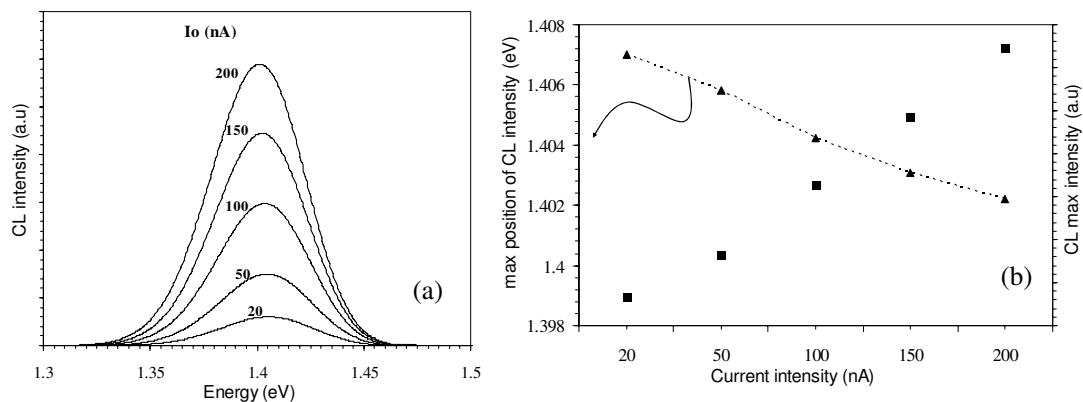 Io (nA)
200
150
100
50
20
(a)
CL intensity (a.u)
1.3
1.35
1.4
1.45
1.5
Energy (eV)
1.408
1.407
1.406
1.404
1.402
1.4
1.398
max position of CL intensity (eV)
CL max intensity (a.u)
(b)
20
50
100
150
200
Current intensity (nA)